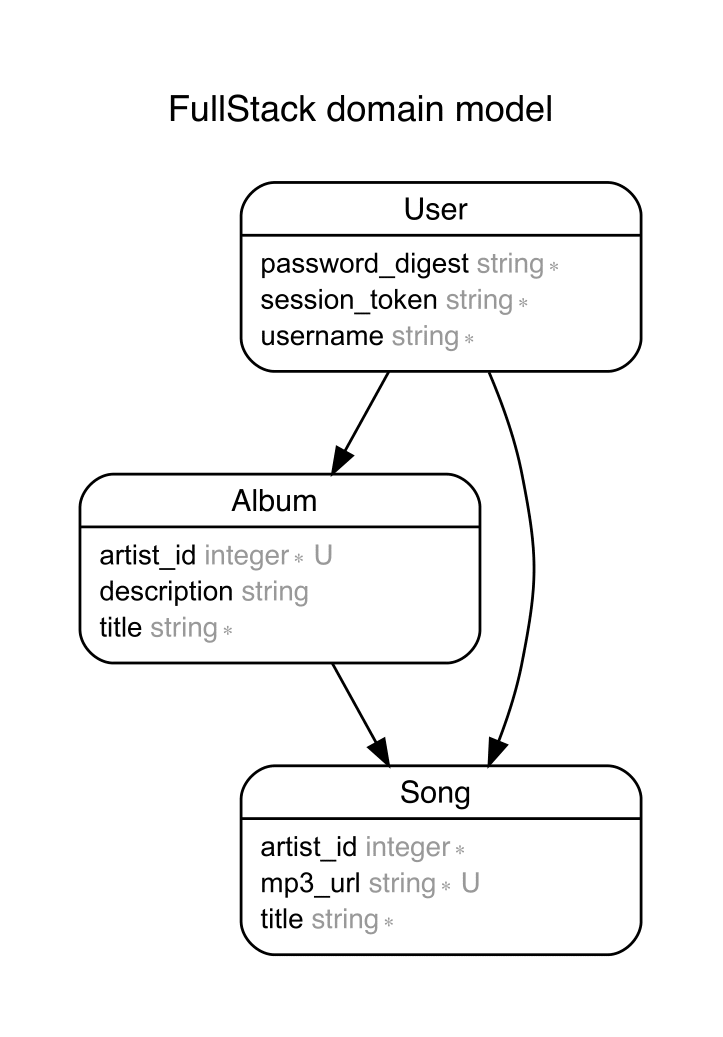 FullStack domain model
User
password_digest string ∗
session_token string ∗
username string ∗
Album
artist_id integer ∗ U
description string
title string ∗
Song
artist_id integer ∗
mp3_url string ∗ U
title string ∗